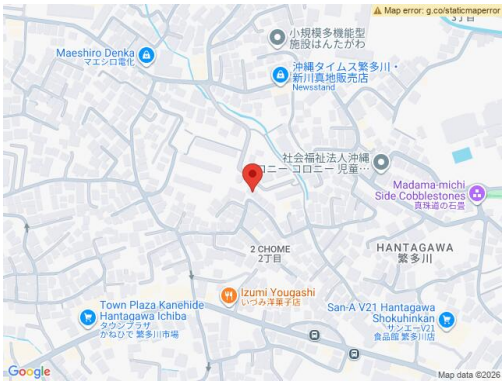 Map error: g.co/staticmaperror
3丁目
小規模多機能型
施設はんたがわ
Maeshiro Denka
マエシロ電化
沖縄タイムス繁多川・
新川真地販売店
Newsstand
社会福祉法人沖縄
コロニー コロニー 児童…
Madama-michi
Side Cobblestones
真珠道の石畳
2 CHOME
2丁目
HANTAGAWA
繁多川
Izumi Yougashi
いづみ洋菓子店
Town Plaza Kanehide
Hantagawa Ichiba
タウンプラザ
かねひで 繁多川市場
San-A V21 Hantagawa
Shokuhinkan
サンエーV21
食品館 繁多川店
Google
Map data ©2026